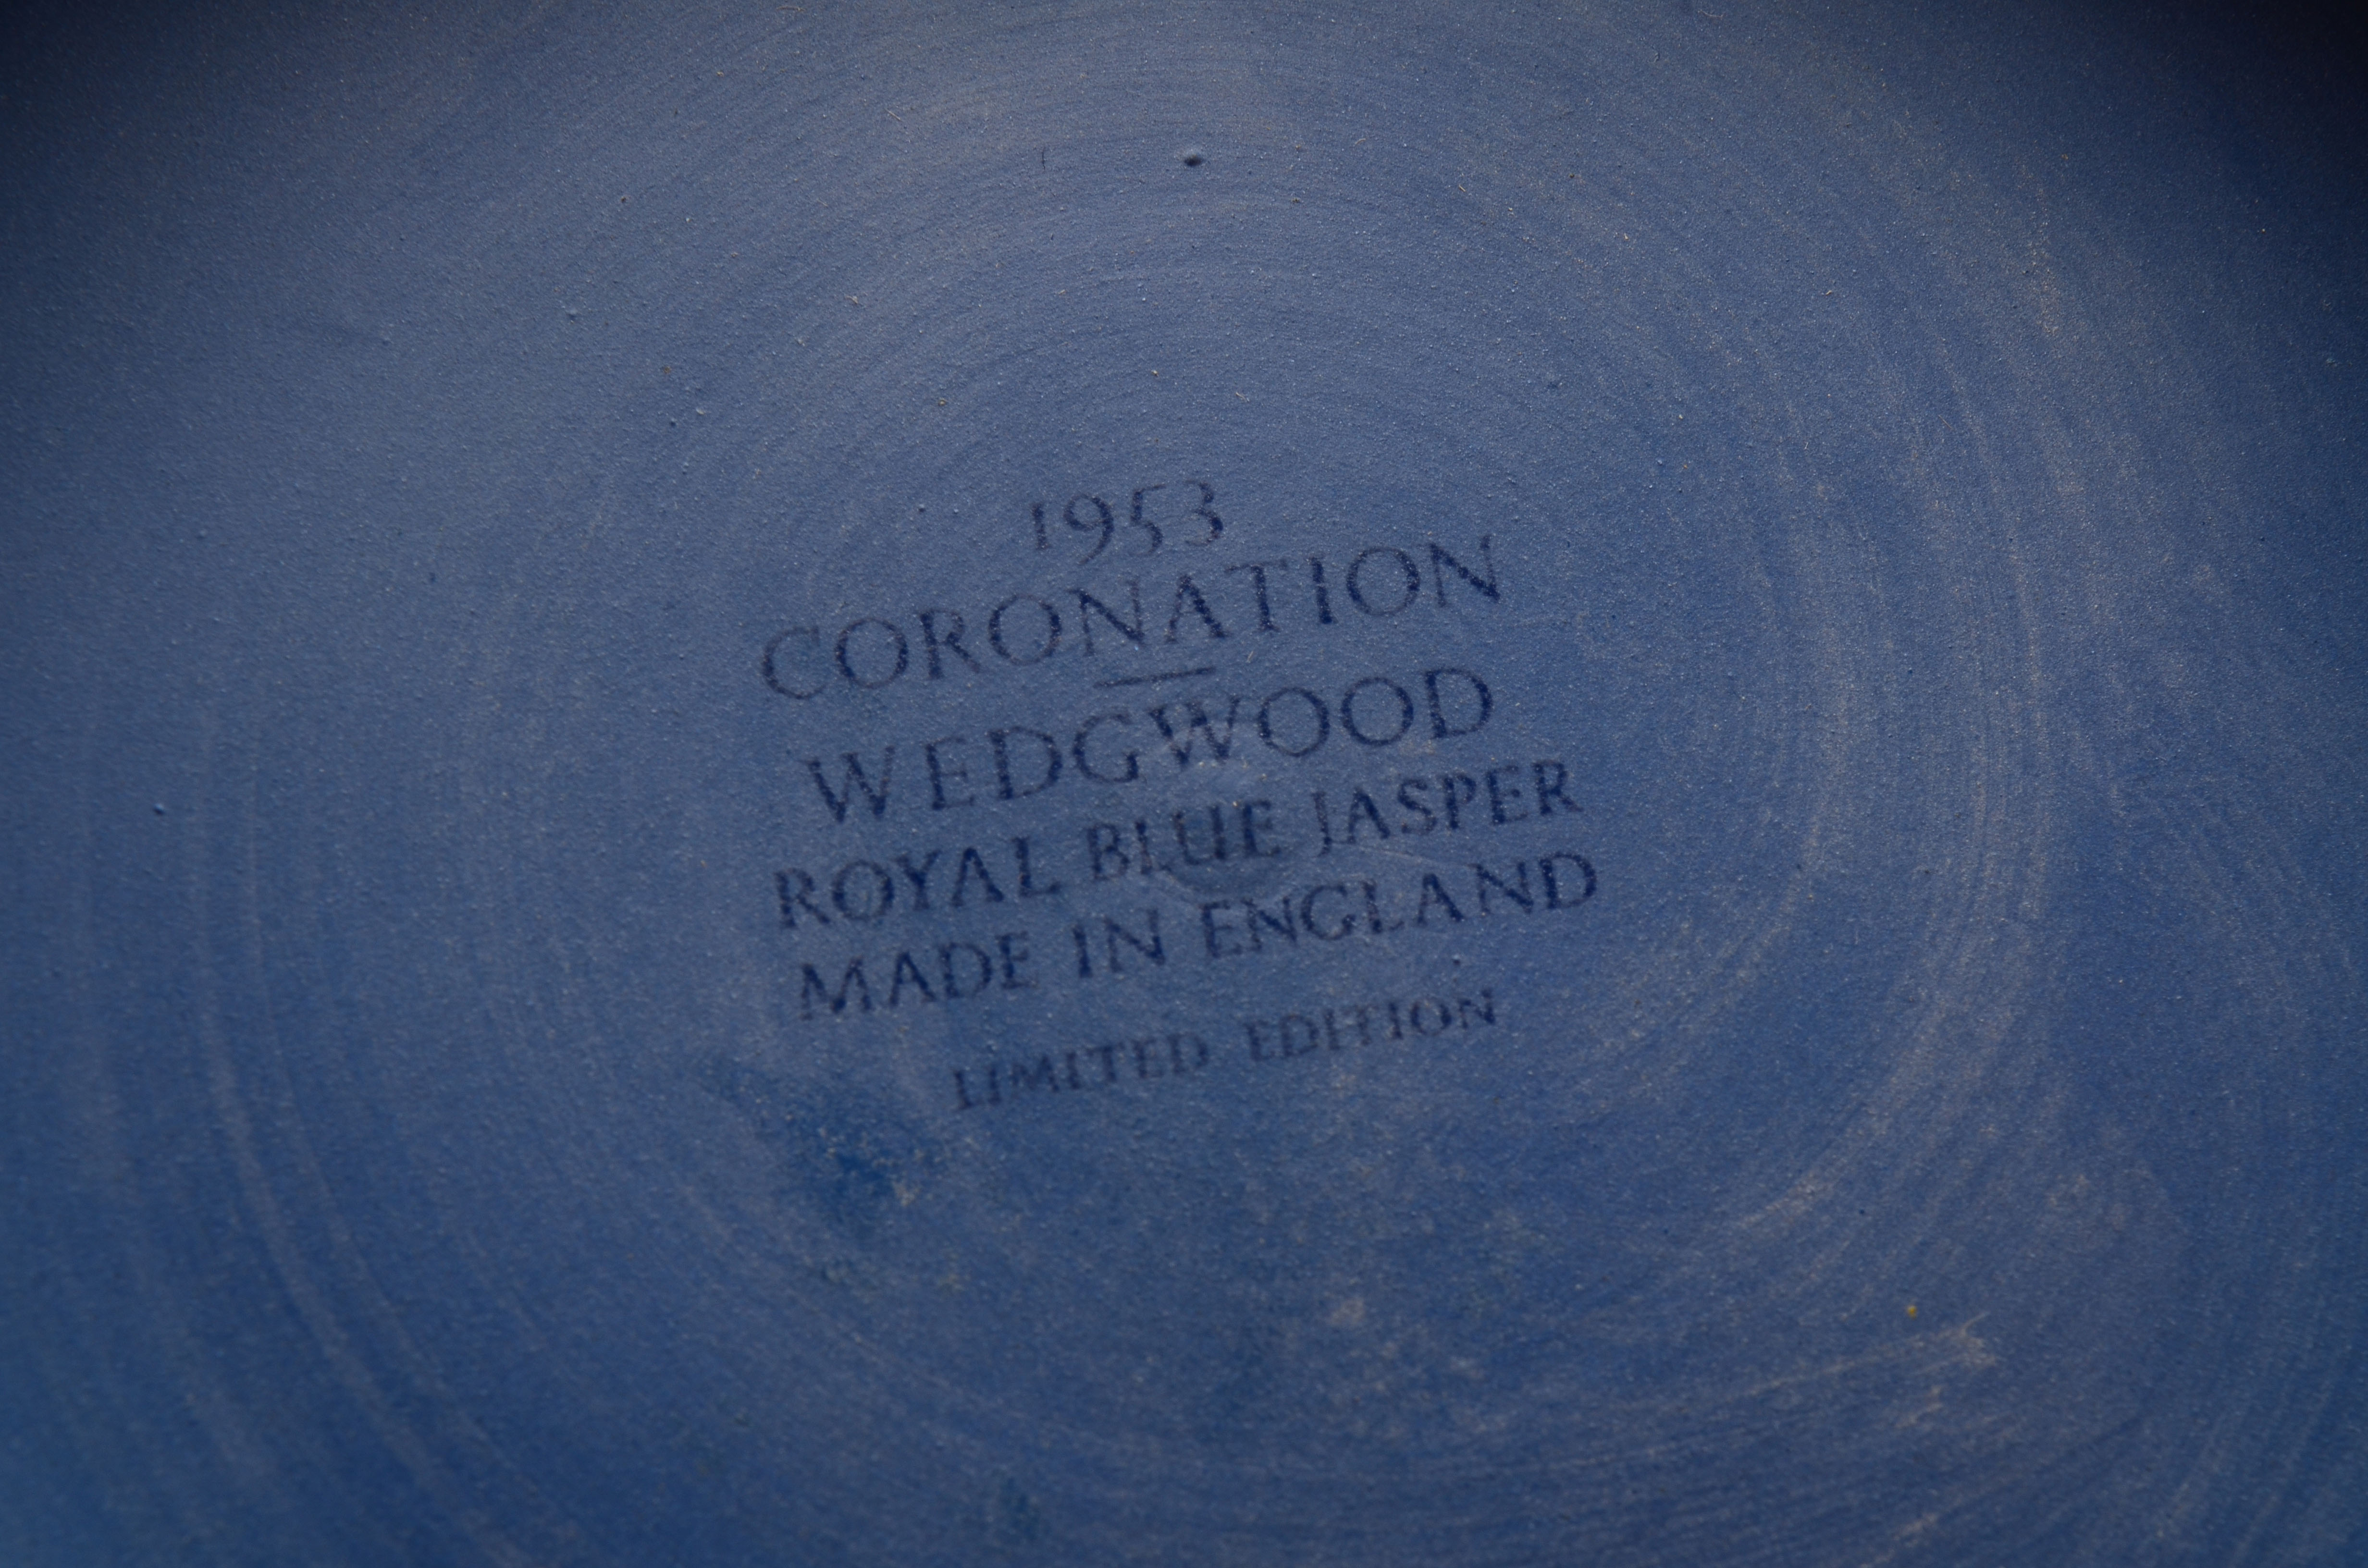 1953
CORONATION
WEDGWOOD
ROYAL BLUE JASPER
MADE IN ENGLAND
LIMITED EDITION